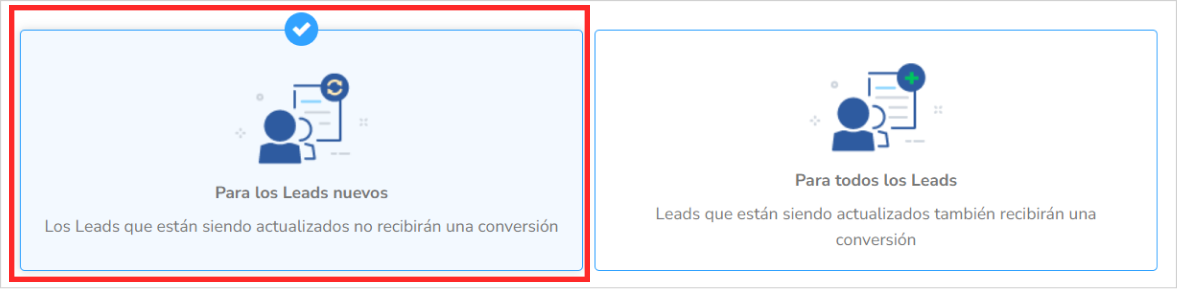 Para los Leads nuevos
Los Leads que están siendo actualizados no recibirán una conversión
Para todos los Leads
Leads que están siendo actualizados también recibirán una
conversión